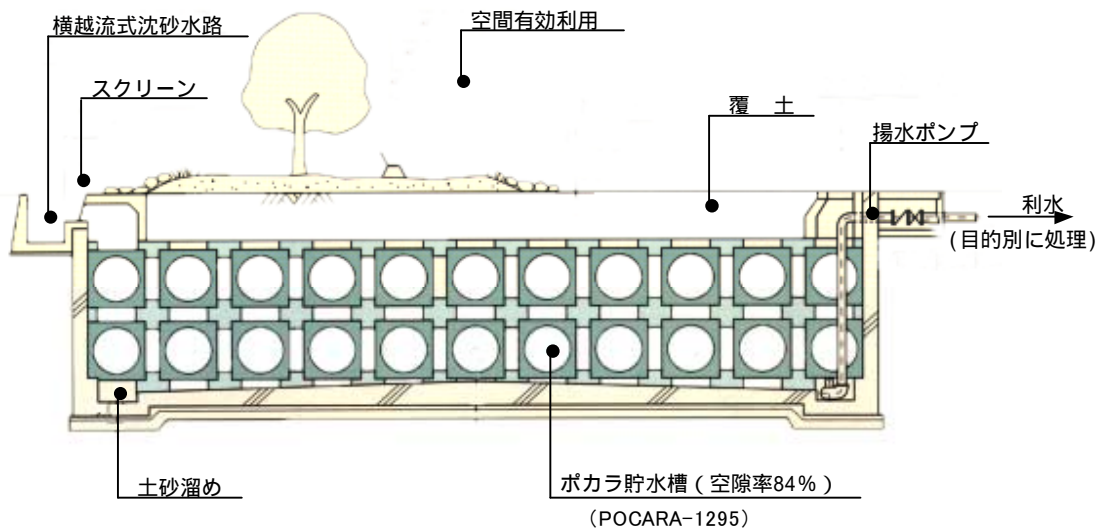 横越流式沈砂水路
空間有効利用
スクリーン
覆　土
揚水ポンプ
利水
(目的別に処理)
土砂溜め
ポカラ貯水槽（空隙率84％）
(POCARA-1295)